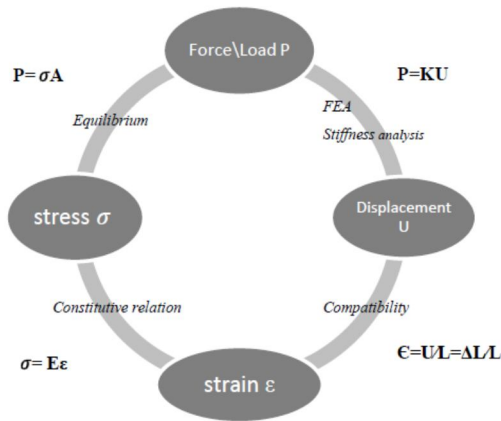 Force\Load P
P= σA
P=KU
FEA
Equilibrium
Stiffness analysis
stress σ
Displacement
U
Constitutive relation
Compatibility
σ= Eε
Є=U/L=ΔL/L
strain ε